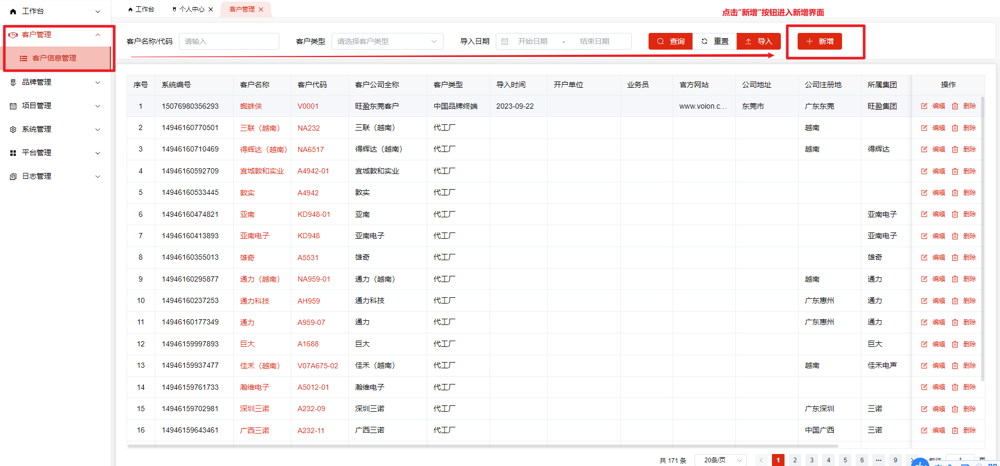 工作台
客户管理
客户信息管理
品牌管理
项目管理
系统管理
平台管理
日志管理
工作台 个人中心 客户管理
点击“新增”按钮进入新增界面
客户名称/代码 请输入 客户类型 请选择客户类型 导入日期 开始日期 - 结束日期 查询 重置 导入 新增
序号 系统编号 客户名称 客户代码 客户公司全称 客户类型 导入时间 开户单位 业务员 官方网站 公司地址 公司注册地 所属集团 操作
1 15076980356293 蜘蛛侠 V0001 旺盈东莞客户 中国品牌终端 2023-09-22 www.voion.c... 东莞市 广东东莞 旺盈集团 编辑 删除
2 14946160770501 三联（越南） NA232 三联（越南） 代工厂 越南 编辑 删除
3 14946160710469 得辉达（越南） NA6517 得辉达（越南） 代工厂 越南 得辉达 编辑 删除
4 14946160592709 宜城敦和实业 A4942-01 宜城敦和实业 代工厂 编辑 删除
5 14946160533445 敦实 A4942 敦实 代工厂 编辑 删除
6 14946160474821 亚南 KD948-01 亚南 代工厂 亚南电子 编辑 删除
7 14946160413893 亚南电子 KD948 亚南电子 代工厂 亚南电子 编辑 删除
8 14946160355013 雄奇 A5531 雄奇 代工厂 雄奇 编辑 删除
9 14946160295877 通力（越南） NA959-01 通力（越南） 代工厂 越南 通力 编辑 删除
10 14946160237253 通力科技 AH959 通力科技 代工厂 广东惠州 通力 编辑 删除
11 14946160177349 通力 A959-07 通力 代工厂 广东惠州 通力 编辑 删除
12 14946159997893 巨大 A1688 巨大 代工厂 巨大 编辑 删除
13 14946159937477 佳禾（越南） V07A675-02 佳禾（越南） 代工厂 越南 佳禾电声 编辑 删除
14 14946159761733 瀚维电子 A5012-01 瀚维电子 代工厂 编辑 删除
15 14946159702981 深圳三诺 A232-09 深圳三诺 代工厂 广东深圳 三诺 编辑 删除
16 14946159643461 广西三诺 A232-11 广西三诺 代工厂 中国广西 三诺 编辑 删除
共 171 条 20条/页 1 2 3 4 5 6 ... 9 前往 1 页